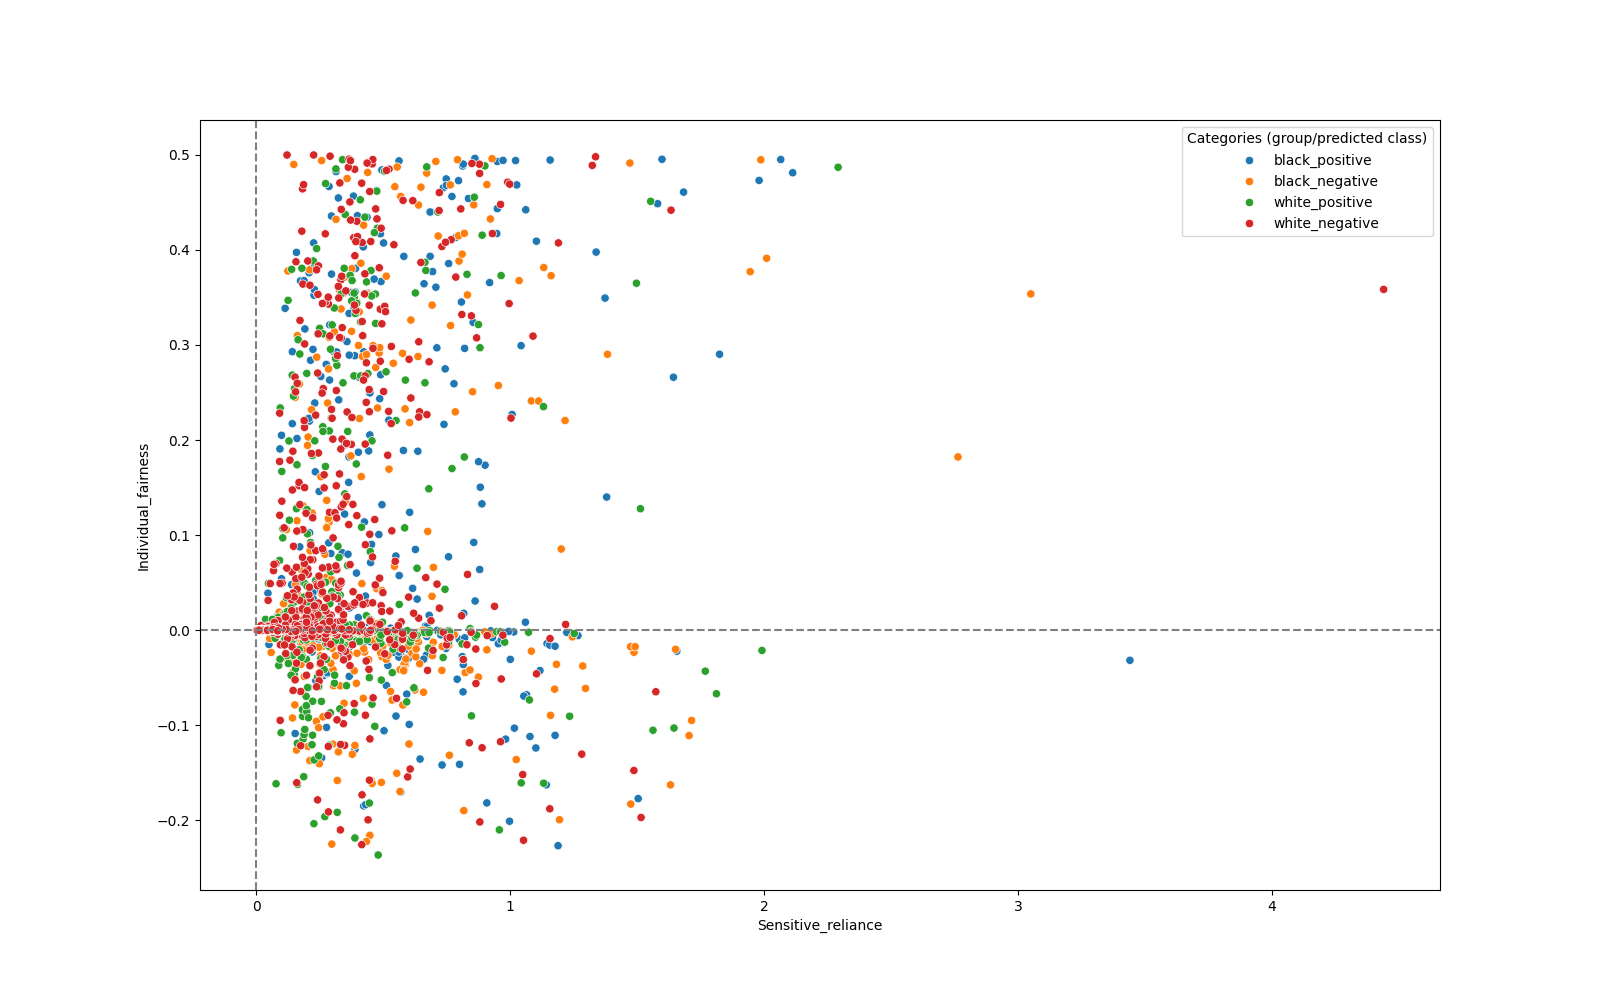 Categories (group/predicted class)
black_positive
black_negative
white_positive
white_negative
0.5
0.4
0.3
0.2
0.1
0.0
−0.1
−0.2
Individual_fairness
0
1
2
3
4
Sensitive_reliance